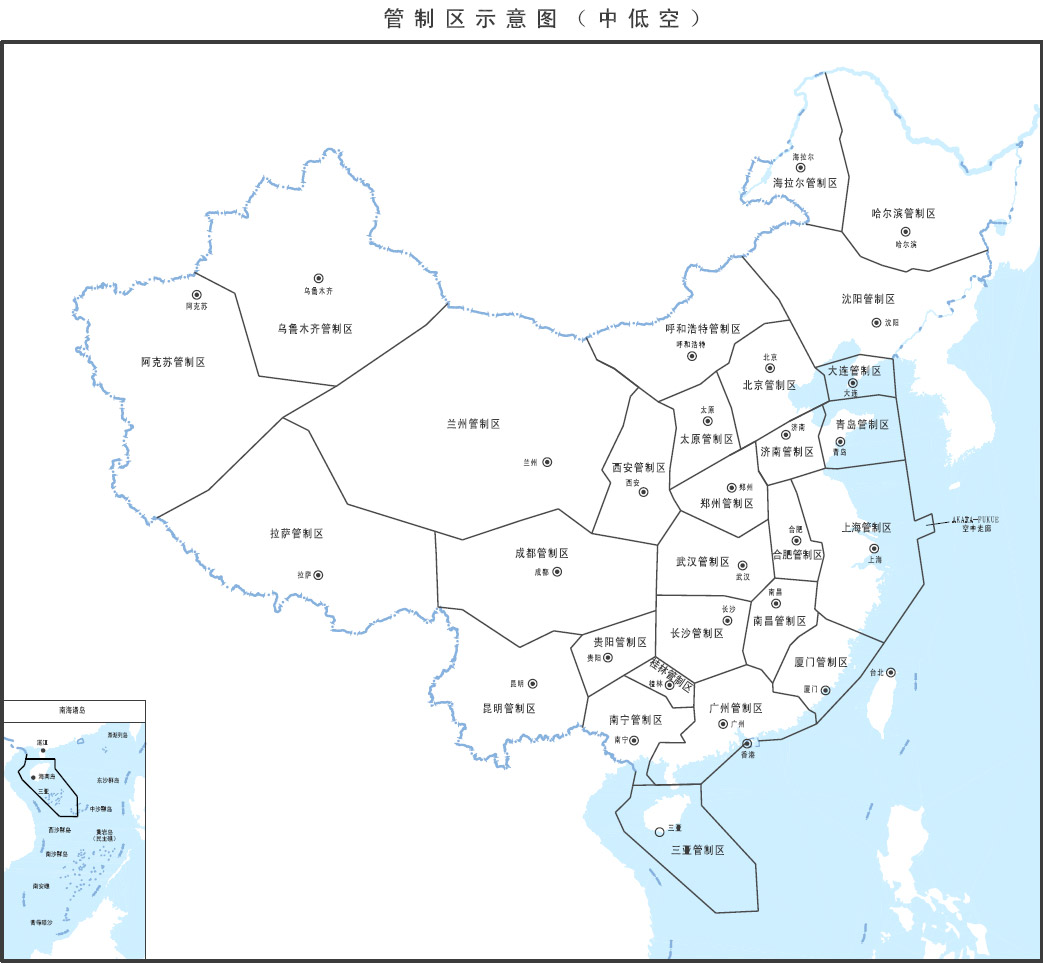 管制区示意图（中低空）
海拉尔
海拉尔管制区
哈尔滨管制区
哈尔滨
乌鲁木齐
阿克苏
乌鲁木齐管制区
沈阳管制区
沈阳
呼和浩特管制区
呼和浩特
阿克苏管制区
北京
北京管制区
大连管制区
大连
太原
太原管制区
兰州管制区
济南
济南管制区
青岛管制区
青岛
兰州
西安管制区
西安
郑州
郑州管制区
AKARA-FUKUE
空中走廊
拉萨管制区
合肥
合肥管制区
上海管制区
上海
成都管制区
成都
武汉管制区
武汉
拉萨
南昌
南昌管制区
长沙
长沙管制区
贵阳管制区
贵阳
桂林管制区
桂林
厦门管制区
厦门
台北
昆明
昆明管制区
南宁管制区
南宁
广州管制区
广州
香港
三亚
三亚管制区
南海诸岛
澎湖列岛
湛江
海南岛
三亚
东沙群岛
中沙群岛
西沙群岛
黄岩岛
（民主礁）
南沙群岛
南安礁
曾母暗沙